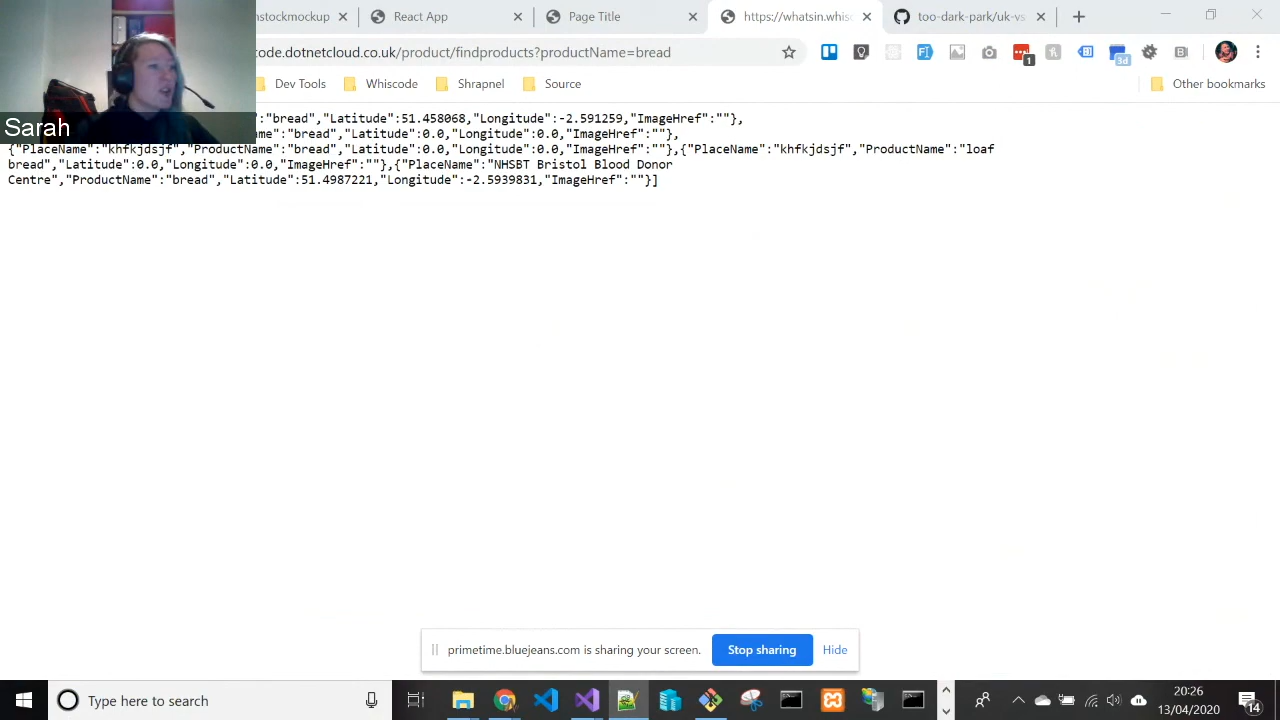 nstockmockup
React App
Page Title
https://whatsin.whisc
too-dark-park/uk-vs
code.dotnetcloud.co.uk/product/findproducts?productName=bread
1
3d
B
Dev Tools
Whiscode
Shrapnel
Source
Other bookmarks
Sarah
:"bread","Latitude":51.458068,"Longitude":-2.591259,"ImageHref":""},
me":"bread","Latitude":0.0,"Longitude":0.0,"ImageHref":""},
{"PlaceName":"khfkjdsjf","ProductName":"bread","Latitude":0.0,"Longitude":0.0,"ImageHref":""},{"PlaceName":"khfkjdsjf","ProductName":"loaf
bread","Latitude":0.0,"Longitude":0.0,"ImageHref":""},{"PlaceName":"NHSBT Bristol Blood Donor
Centre","ProductName":"bread","Latitude":51.4987221,"Longitude":-2.5939831,"ImageHref":""}]
primetime.bluejeans.com is sharing your screen.
Stop sharing
Hide
Type here to search
20:26
13/04/2020
14